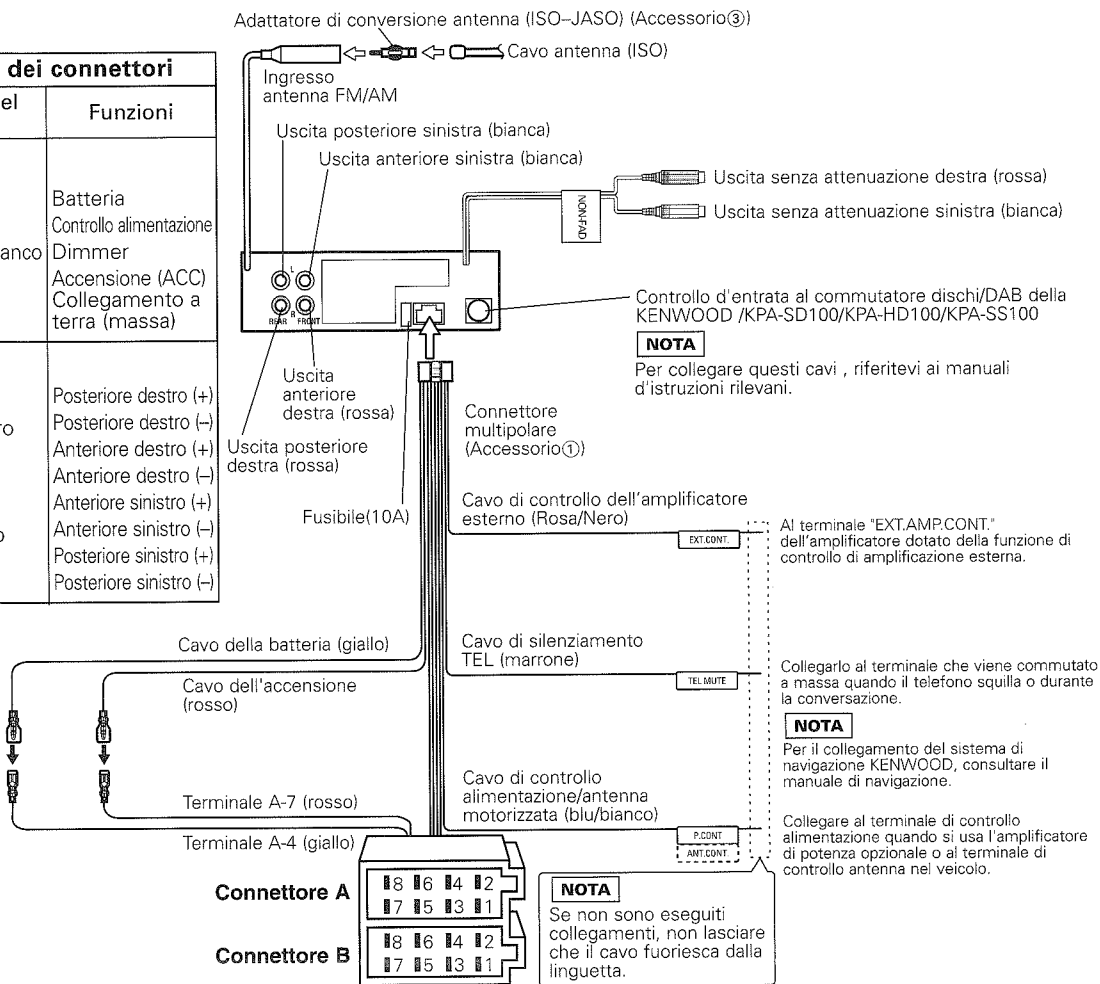 Adattatore di conversione antenna (ISO–JASO) (Accessorio③)
Cavo antenna (ISO)
Ingresso
antenna FM/AM
Uscita posteriore sinistra (bianca)
Uscita anteriore sinistra (bianca)
dei connettori
el
Funzioni
Batteria
Controllo alimentazione
anco
Dimmer
Accensione (ACC)
Collegamento a
terra (massa)
Posteriore destro (+)
ro
Posteriore destro (–)
Anteriore destro (+)
Anteriore destro (–)
Anteriore sinistro (+)
o
Anteriore sinistro (–)
Posteriore sinistro (+)
Posteriore sinistro (–)
NON-FAD
Uscita senza attenuazione destra (rossa)
Uscita senza attenuazione sinistra (bianca)
L
R
REAR FRONT
Controllo d'entrata al commutatore dischi/DAB della
KENWOOD /KPA-SD100/KPA-HD100/KPA-SS100
NOTA
Per collegare questi cavi , riferitevi ai manuali
d'istruzioni rilevani.
Uscita
anteriore
destra (rossa)
Uscita posteriore
destra (rossa)
Fusibile(10A)
Connettore
multipolare
(Accessorio①)
Cavo di controllo dell'amplificatore
esterno (Rosa/Nero)
EXT.CONT.
Al terminale "EXT.AMP.CONT."
dell'amplificatore dotato della funzione di
controllo di amplificazione esterna.
Cavo della batteria (giallo)
Cavo dell'accensione
(rosso)
Cavo di silenziamento
TEL (marrone)
TEL MUTE
Collegarlo al terminale che viene commutato
a massa quando il telefono squilla o durante
la conversazione.
NOTA
Per il collegamento del sistema di
navigazione KENWOOD, consultare il
manuale di navigazione.
Cavo di controllo
alimentazione/antenna
motorizzata (blu/bianco)
P.CONT
ANT.CONT
Collegare al terminale di controllo
alimentazione quando si usa l'amplificatore
di potenza opzionale o al terminale di
controllo antenna nel veicolo.
Terminale A-7 (rosso)
Terminale A-4 (giallo)
Connettore A
8 6 4 2
7 5 3 1
Connettore B
8 6 4 2
7 5 3 1
NOTA
Se non sono eseguiti
collegamenti, non lasciare
che il cavo fuoriesca dalla
linguetta.